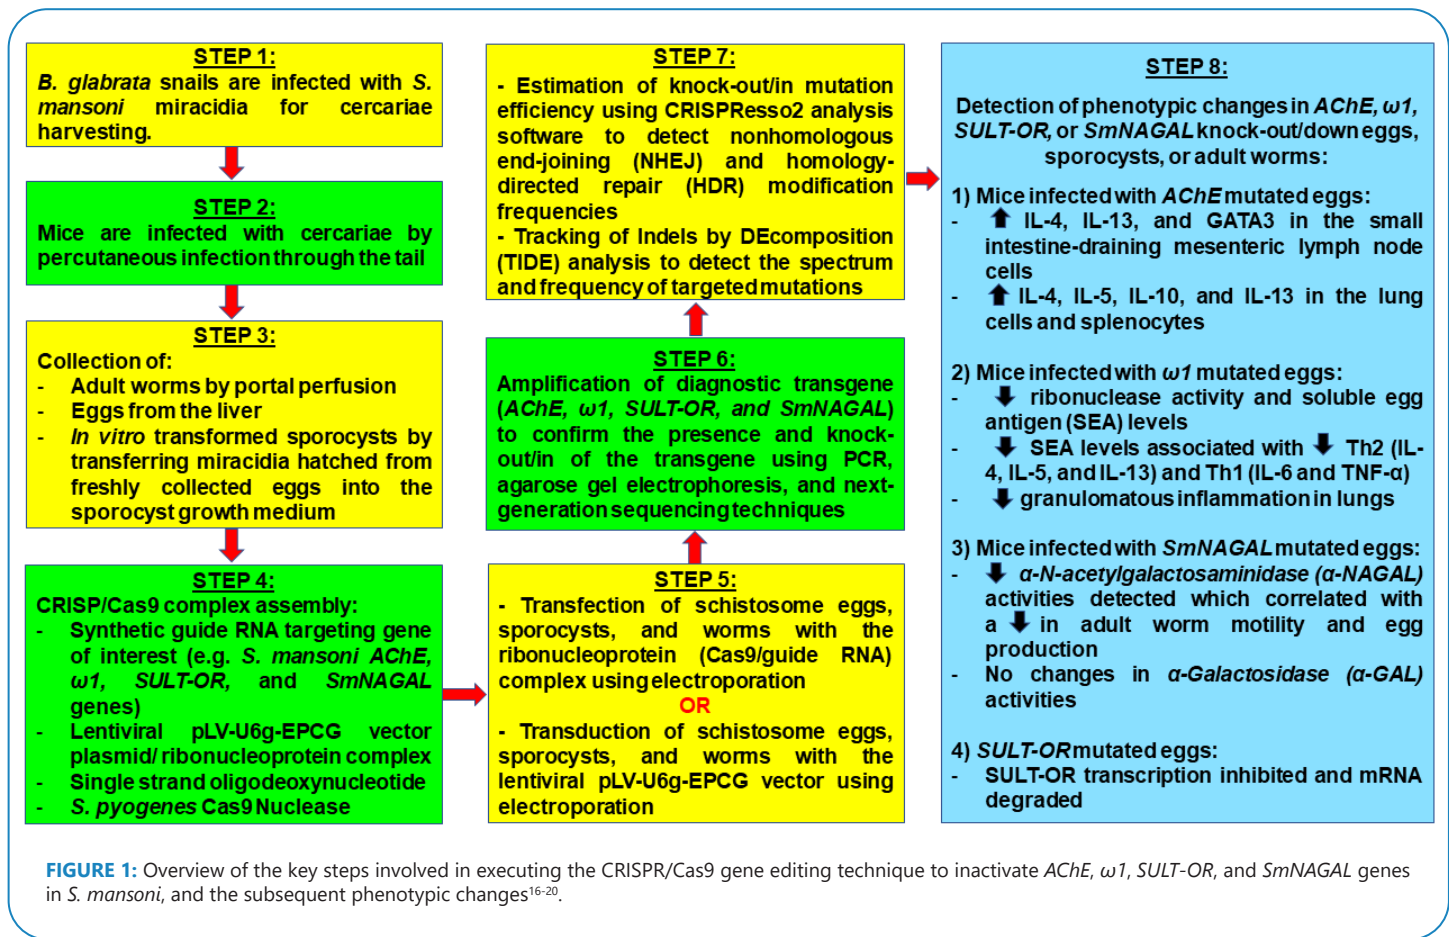 STEP 1:
B. glabrata snails are infected with S.
mansoni miracidia for cercariae
harvesting.
STEP 2:
Mice are infected with cercariae by
percutaneous infection through the tail
STEP 3:
Collection of:
- Adult worms by portal perfusion
- Eggs from the liver
- In vitro transformed sporocysts by
transferring miracidia hatched from
freshly collected eggs into the
sporocyst growth medium
STEP 4:
CRISP/Cas9 complex assembly:
- Synthetic guide RNA targeting gene
of interest (e.g. S. mansoni AChE,
ω1, SULT-OR, and SmNAGAL
genes)
- Lentiviral pLV-U6g-EPCG vector
plasmid/ ribonucleoprotein complex
- Single strand oligodeoxynucleotide
- S. pyogenes Cas9 Nuclease
STEP 5:
- Transfection of schistosome eggs,
sporocysts, and worms with the
ribonucleoprotein (Cas9/guide RNA)
complex using electroporation
OR
- Transduction of schistosome eggs,
sporocysts, and worms with the
lentiviral pLV-U6g-EPCG vector using
electroporation
STEP 6:
Amplification of diagnostic transgene
(AChE, ω1, SULT-OR, and SmNAGAL)
to confirm the presence and knock-
out/in of the transgene using PCR,
agarose gel electrophoresis, and next-
generation sequencing techniques
STEP 7:
- Estimation of knock-out/in mutation
efficiency using CRISPResso2 analysis
software to detect nonhomologous
end-joining (NHEJ) and homology-
directed repair (HDR) modification
frequencies
- Tracking of Indels by DEcomposition
(TIDE) analysis to detect the spectrum
and frequency of targeted mutations
STEP 8:
Detection of phenotypic changes in AChE, ω1,
SULT-OR, or SmNAGAL knock-out/down eggs,
sporocysts, or adult worms:
1) Mice infected with AChE mutated eggs:
- ⬆ IL-4, IL-13, and GATA3 in the small
intestine-draining mesenteric lymph node
cells
- ⬆ IL-4, IL-5, IL-10, and IL-13 in the lung
cells and splenocytes
2) Mice infected with ω1 mutated eggs:
- ⬇ ribonuclease activity and soluble egg
antigen (SEA) levels
- ⬇ SEA levels associated with ⬇ Th2 (IL-
4, IL-5, and IL-13) and Th1 (IL-6 and TNF-α)
- ⬇ granulomatous inflammation in lungs
3) Mice infected with SmNAGAL mutated eggs:
- ⬇ α-N-acetylgalactosaminidase (α-NAGAL)
activities detected which correlated with
a ⬇ in adult worm motility and egg
production
- No changes in α-Galactosidase (α-GAL)
activities
4) SULT-OR mutated eggs:
- SULT-OR transcription inhibited and mRNA
degraded
FIGURE 1: Overview of the key steps involved in executing the CRISPR/Cas9 gene editing technique to inactivate AChE, ω1, SULT-OR, and SmNAGAL genes
in S. mansoni, and the subsequent phenotypic changes16-20.